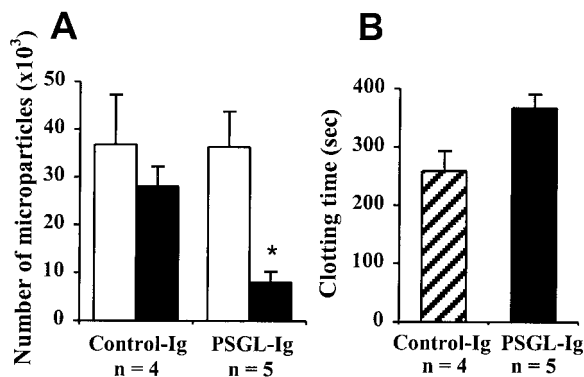 A
Number of microparticles (x10³)
50
40
30
20
10
0
*
Control-Ig
n = 4
PSGL-Ig
n = 5
B
Clotting time (sec)
400
300
200
100
0
Control-Ig
n = 4
PSGL-Ig
n = 5